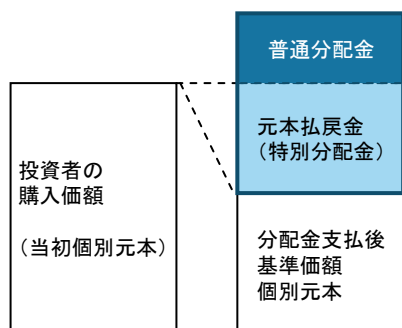 普通分配金
元本払戻金
（特別分配金）
投資者の
購入価額
（当初個別元本）
分配金支払後
基準価額
個別元本